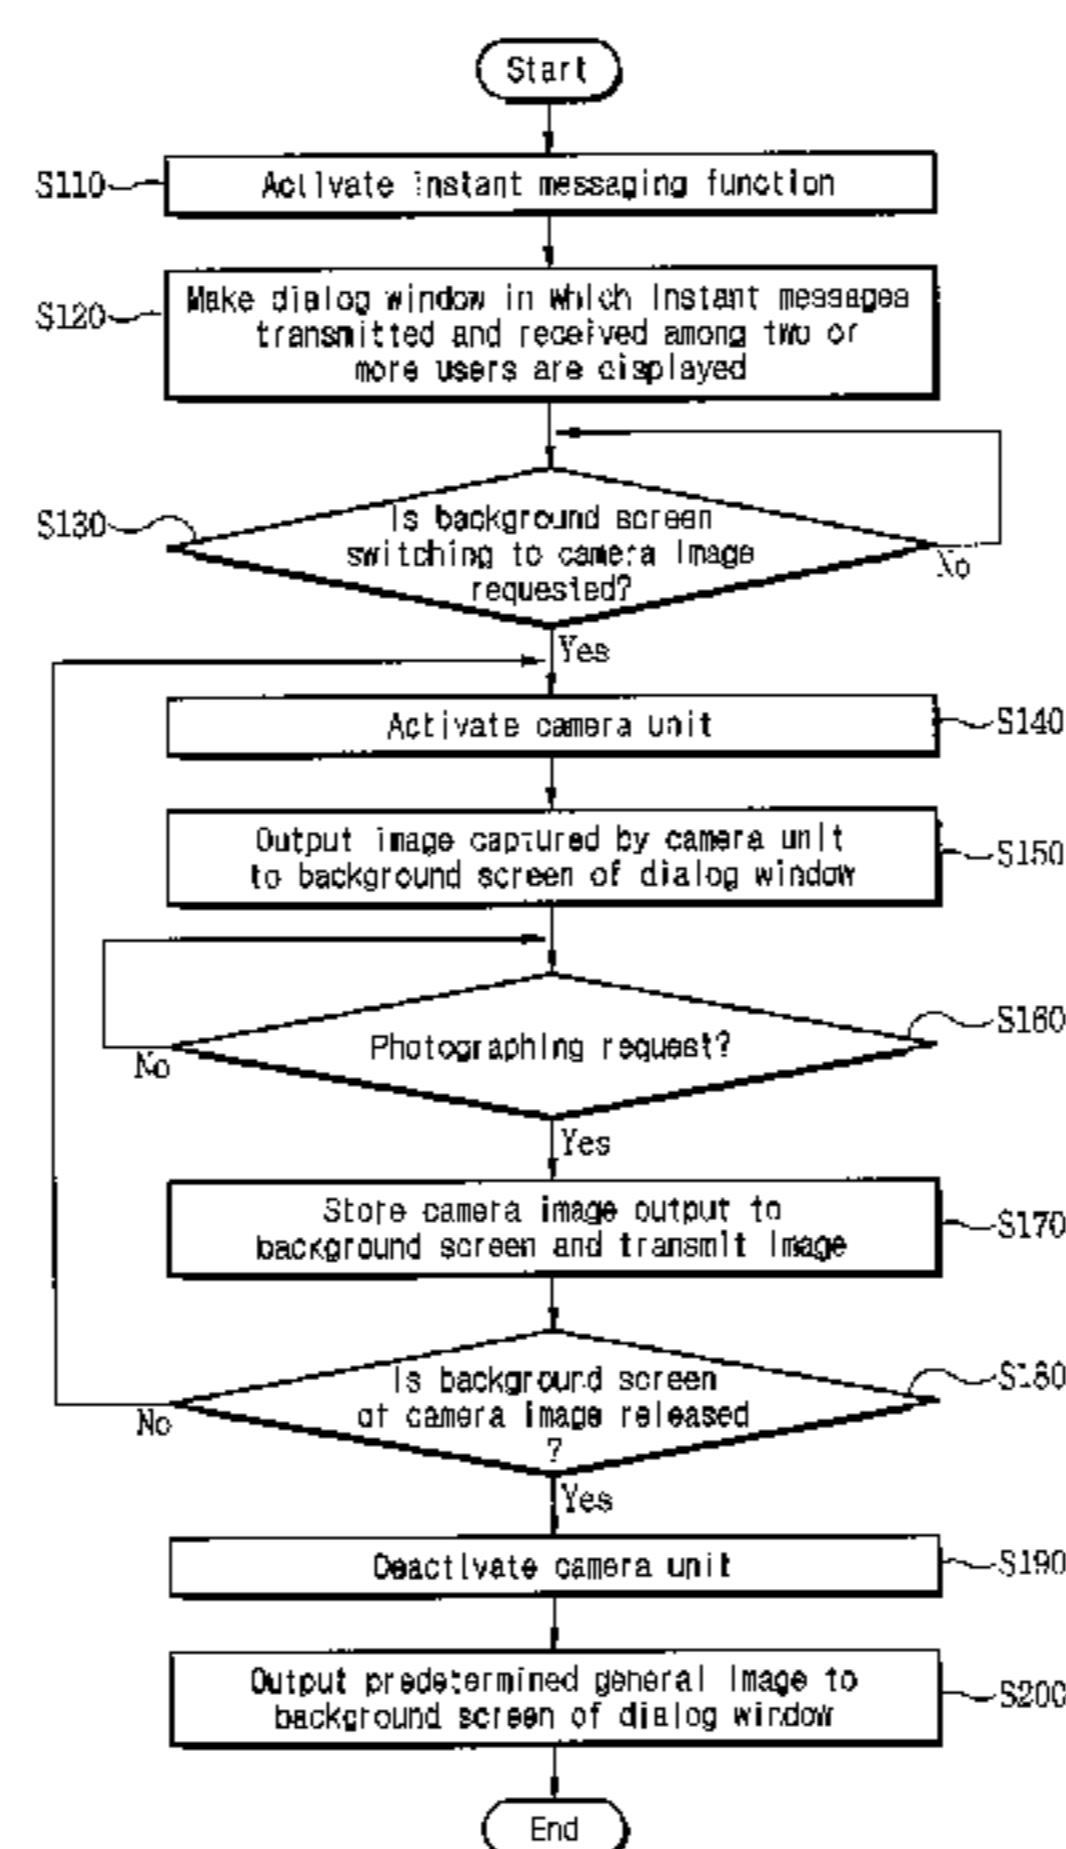 Start
S110
Activate instant messaging function
S120
Make dialog window in which instant messages
transmitted and received among two or
more users are displayed
S130
Is background screen
switching to camera image
requested?
No
Yes
Activate camera unit
S140
Output image captured by camera unit
to background screen of dialog window
S150
Photographing request?
S160
No
Yes
Store camera image output to
background screen and transmit image
S170
Is background screen
of camera image released
?
S180
No
Yes
Deactivate camera unit
S190
Output predetermined general image to
background screen of dialog window
S200
End